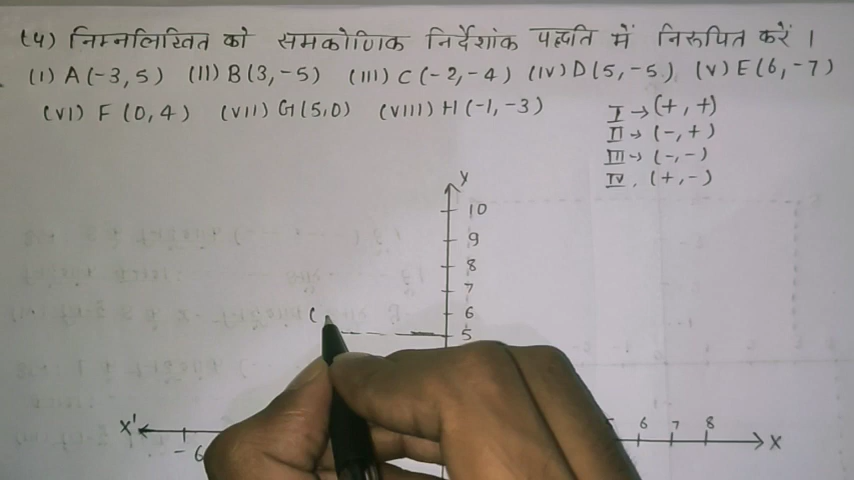 (4) निम्नलिखित को समकोणिक निर्देशांक पद्धति में निरूपित करें ।
(I) A(-3,5) (II) B(3,-5) (III) C(-2,-4) (IV) D(5,-5) (V) E(6,-7)
(VI) F (0,4) (VII) G(5,0) (VIII) H(-1,-3)
I → (+,+)
II → (-,+)
III → (-,-)
IV. (+,-)
Y
10
9
8
7
( 6
5
6 7 8
X' X
-6